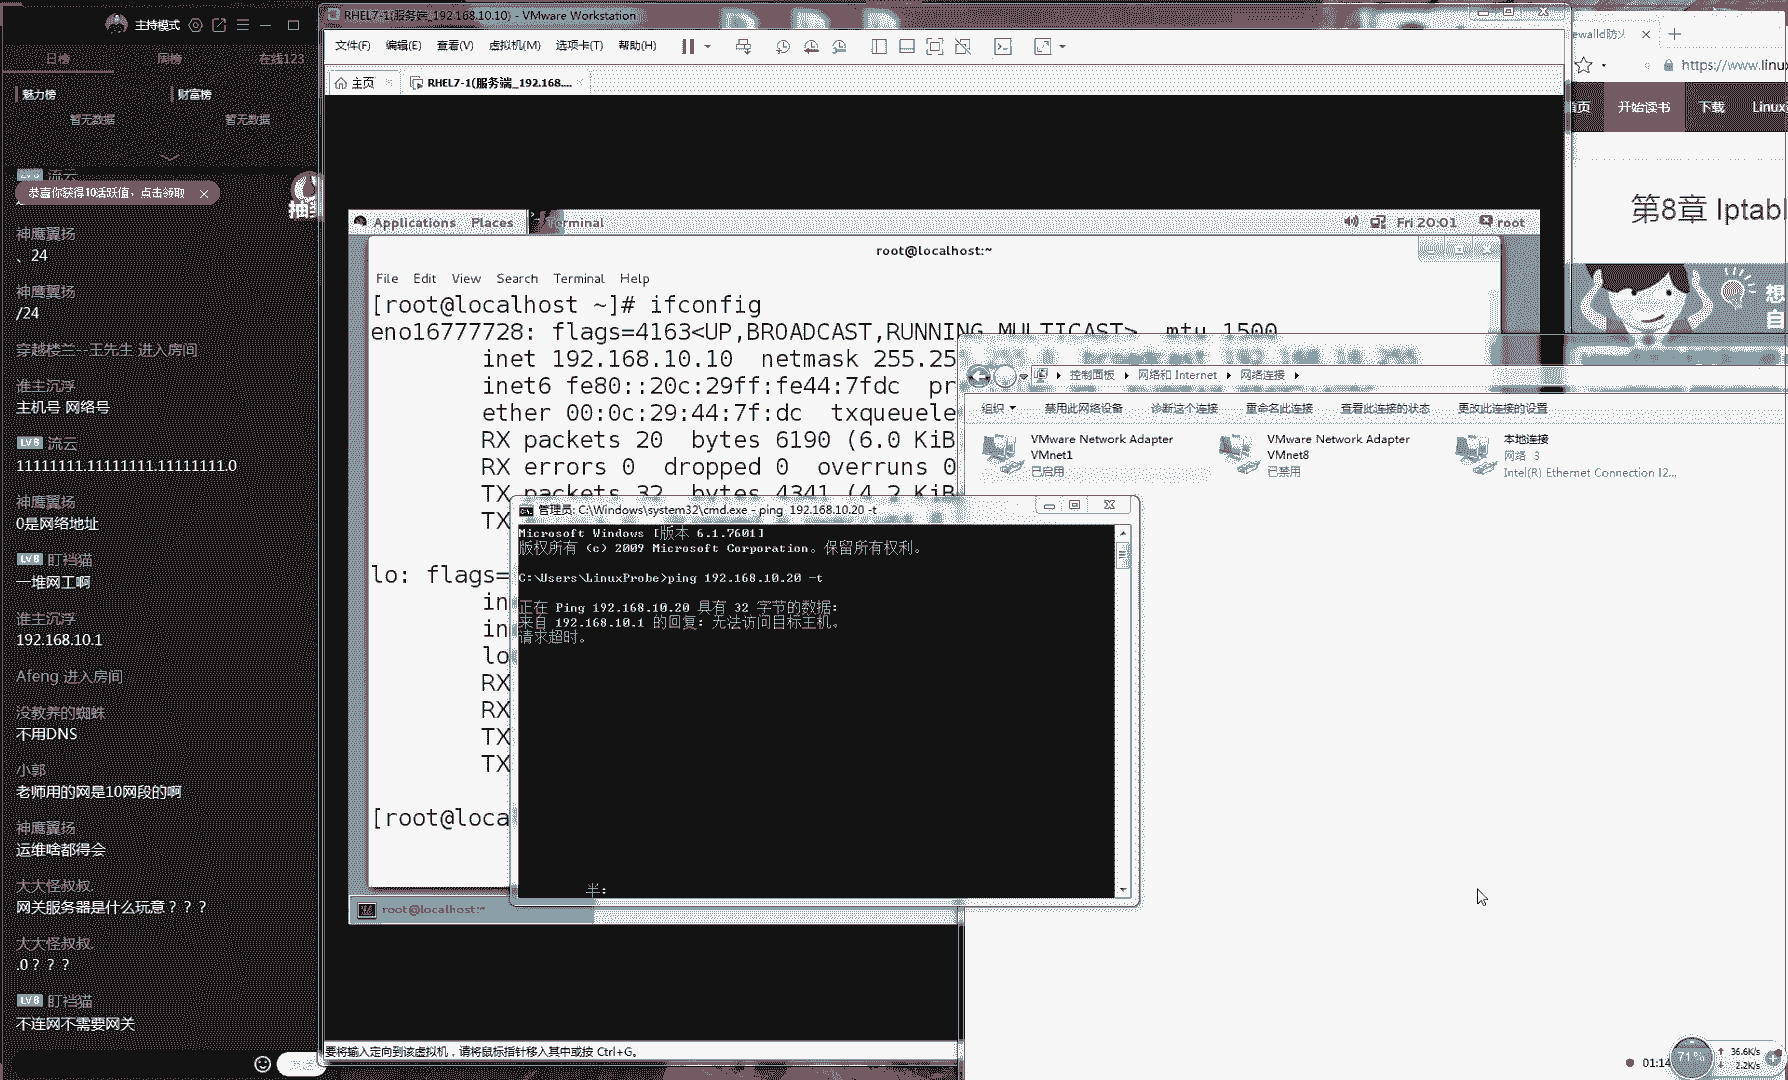 主持模式
日榜 周榜 在线123
魅力榜 财富榜
暂无数据 暂无数据
LV 6 流云
恭喜你获得10活跃值，点击领取
神鹰翼扬
、24
神鹰翼扬
/24
穿越楼兰--王先生 进入房间
谁主沉浮
主机号 网络号
LV 6 流云
11111111.11111111.11111111.0
神鹰翼扬
0是网络地址
LV 6 盯裆猫
一堆网工啊
谁主沉浮
192.168.10.1
Afeng 进入房间
没教养的蜘蛛
不用DNS
小郭
老师用的网是10网段的啊
神鹰翼扬
运维啥都得会
大大怪叔叔.
网关服务器是什么玩意？？？
大大怪叔叔.
.0？？？
LV 6 盯裆猫
不连网不需要网关
RHEL7-1(服务端_192.168.10.10) - VMware Workstation
文件(F) 编辑(E) 查看(V) 虚拟机(M) 选项卡(T) 帮助(H)
主页 RHEL7-1(服务端_192.168....
Applications Places Terminal Fri 20:01 root
root@localhost:~
File Edit View Search Terminal Help
[root@localhost ~]# ifconfig
eno16777728: flags=4163<UP,BROADCAST,RUNNING,MULTICAST> mtu 1500
inet 192.168.10.10 netmask 255.25
inet6 fe80::20c:29ff:fe44:7fdc pr
ether 00:0c:29:44:7f:dc txqueuele
RX packets 20 bytes 6190 (6.0 KiB
RX errors 0 dropped 0 overruns 0
TX packets 32 bytes 4341 (4.2 KiB
TX
lo: flags=
in
in
lo
RX
RX
TX
TX
[root@loca
root@localhost:~
要将输入定向到该虚拟机，请将鼠标指针移入其中或按 Ctrl+G。
管理员: C:\Windows\system32\cmd.exe - ping 192.168.10.20 -t
Microsoft Windows [版本 6.1.7601]
版权所有 (c) 2009 Microsoft Corporation。保留所有权利。
C:\Users\LinuxProbe>ping 192.168.10.20 -t
正在 Ping 192.168.10.20 具有 32 字节的数据:
来自 192.168.10.1 的回复: 无法访问目标主机。
请求超时。
半:
控制面板 网络和 Internet 网络连接
组织 禁用此网络设备 诊断这个连接 重命名此连接 查看此连接的状态 更改此连接的设置
VMware Network Adapter
VMnet1
已启用
VMware Network Adapter
VMnet8
已禁用
本地连接
网络 3
Intel(R) Ethernet Connection I2...
ewalld防火
https://www.linu
首页 开始读书 下载 Linux
第8章 Iptabl
想
自
01:14
71%
36.6K/s
2.2K/s